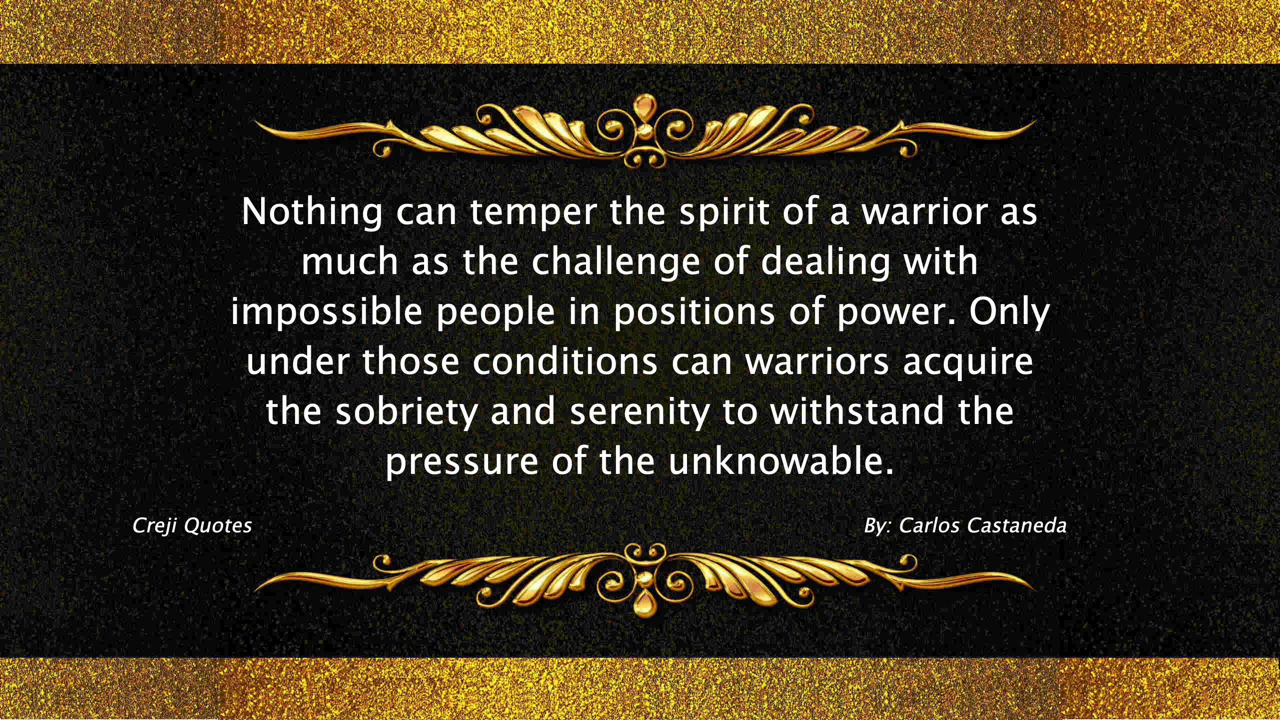 Nothing can temper the spirit of a warrior as
much as the challenge of dealing with
impossible people in positions of power. Only
under those conditions can warriors acquire
the sobriety and serenity to withstand the
pressure of the unknowable.
Creji Quotes
By: Carlos Castaneda